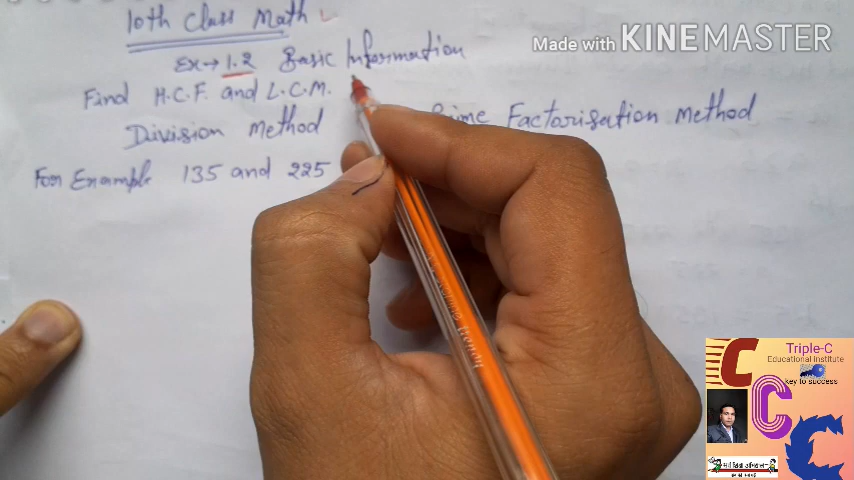 10th Class Math
Made with KINEMASTER
Ex→ 1.2 Basic Information
Find H.C.F. and L.C.M.
Division Method
Factorisation Method
For Example 135 and 225
Triple-C
Educational Institute
key to success
C
C
C